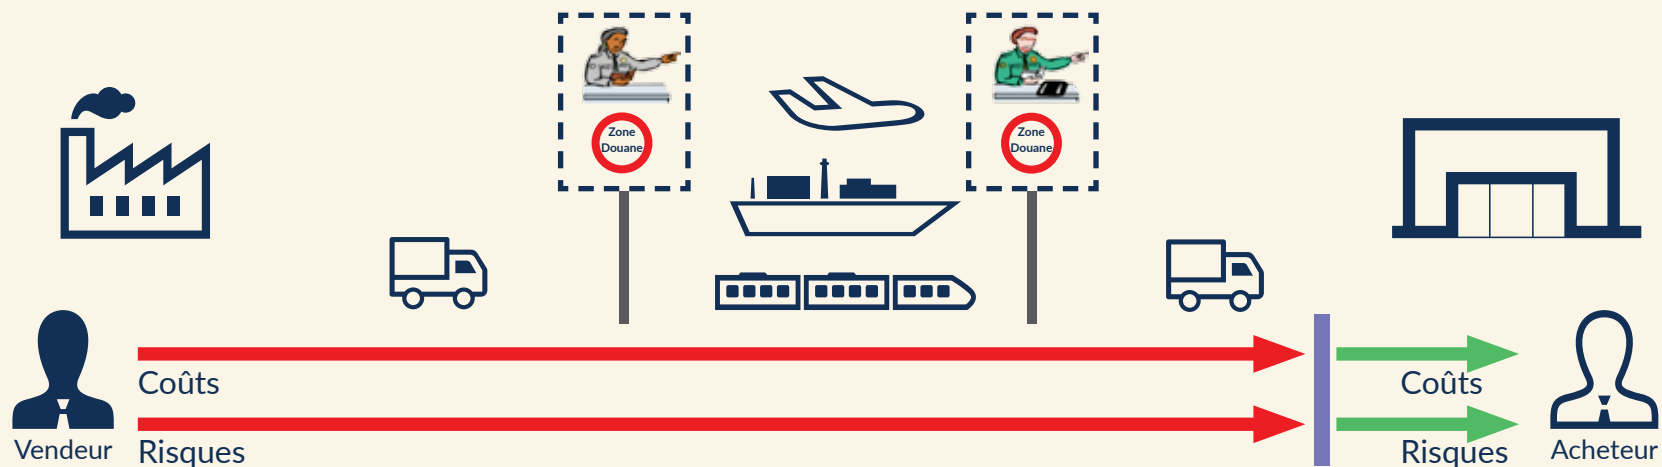 Zone
Douane
Zone
Douane
Coûts
Coûts
Vendeur
Risques
Risques
Acheteur